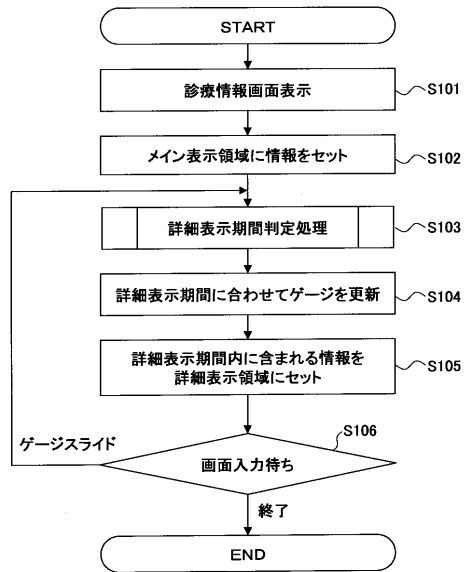 START
診療情報画面表示
S101
メイン表示領域に情報をセット
S102
詳細表示期間判定処理
S103
詳細表示期間に合わせてゲージを更新
S104
詳細表示期間内に含まれる情報を
詳細表示領域にセット
S105
S106
ゲージスライド
画面入力待ち
終了
END